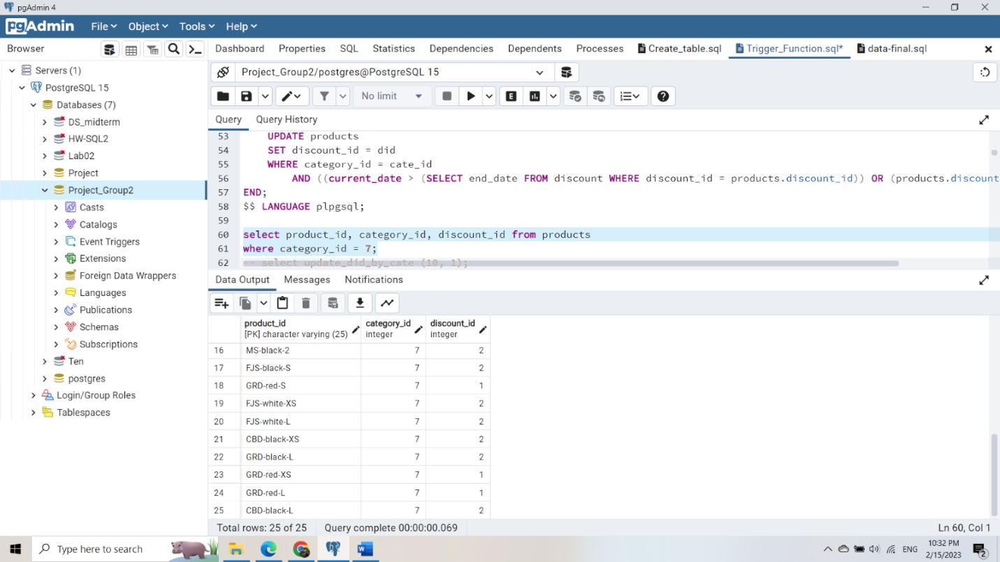 pgAdmin 4
pgAdmin File Object Tools Help
Browser
Dashboard Properties SQL Statistics Dependencies Dependents Processes Create_table.sql Trigger_Function.sql* data-final.sql
Servers (1)
PostgreSQL 15
Databases (7)
DS_midterm
HW-SQL2
Lab02
Project
Project_Group2
Casts
Catalogs
Event Triggers
Extensions
Foreign Data Wrappers
Languages
Publications
Schemas
Subscriptions
Ten
postgres
Login/Group Roles
Tablespaces
Project_Group2/postgres@PostgreSQL 15
No limit
E
Query Query History
53 UPDATE products
54 SET discount_id = did
55 WHERE category_id = cate_id
56 AND ((current_date > (SELECT end_date FROM discount WHERE discount_id = products.discount_id)) OR (products.discount
57 END;
58 $$ LANGUAGE plpgsql;
59
60 select product_id, category_id, discount_id from products
61 where category_id = 7;
62 -- select update_did_by_cate (10, 1);
Data Output Messages Notifications
product_id category_id discount_id
[PK] character varying (25) integer integer
16 MS-black-2 7 2
17 FJS-black-S 7 2
18 GRD-red-S 7 1
19 FJS-white-XS 7 2
20 FJS-white-L 7 2
21 CBD-black-XS 7 2
22 GRD-black-L 7 2
23 GRD-red-XS 7 1
24 GRD-red-L 7 1
25 CBD-black-L 7 2
Total rows: 25 of 25 Query complete 00:00:00.069 Ln 60, Col 1
Type here to search
ENG
10:32 PM
2/15/2023
2